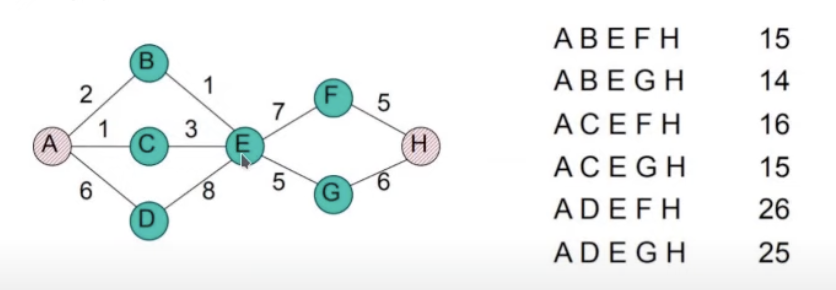 B
2
1
F
7
5
A
1
C
3
E
H
6
8
5
G
6
D
A B E F H 15
A B E G H 14
A C E F H 16
A C E G H 15
A D E F H 26
A D E G H 25